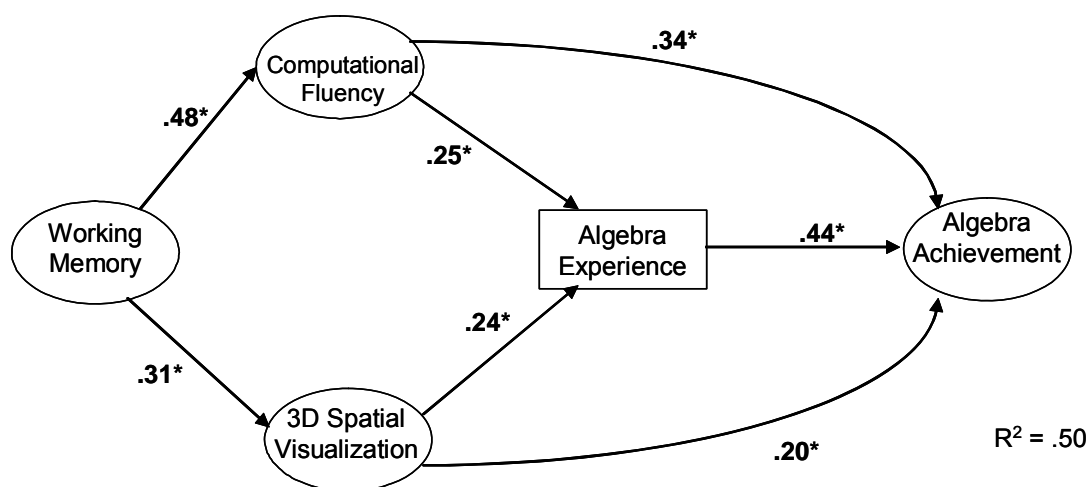 Computational
Fluency
.34*
.48*
.25*
Working
Memory
Algebra
Experience
.44*
Algebra
Achievement
.31*
.24*
3D Spatial
Visualization
.20*
R² = .50